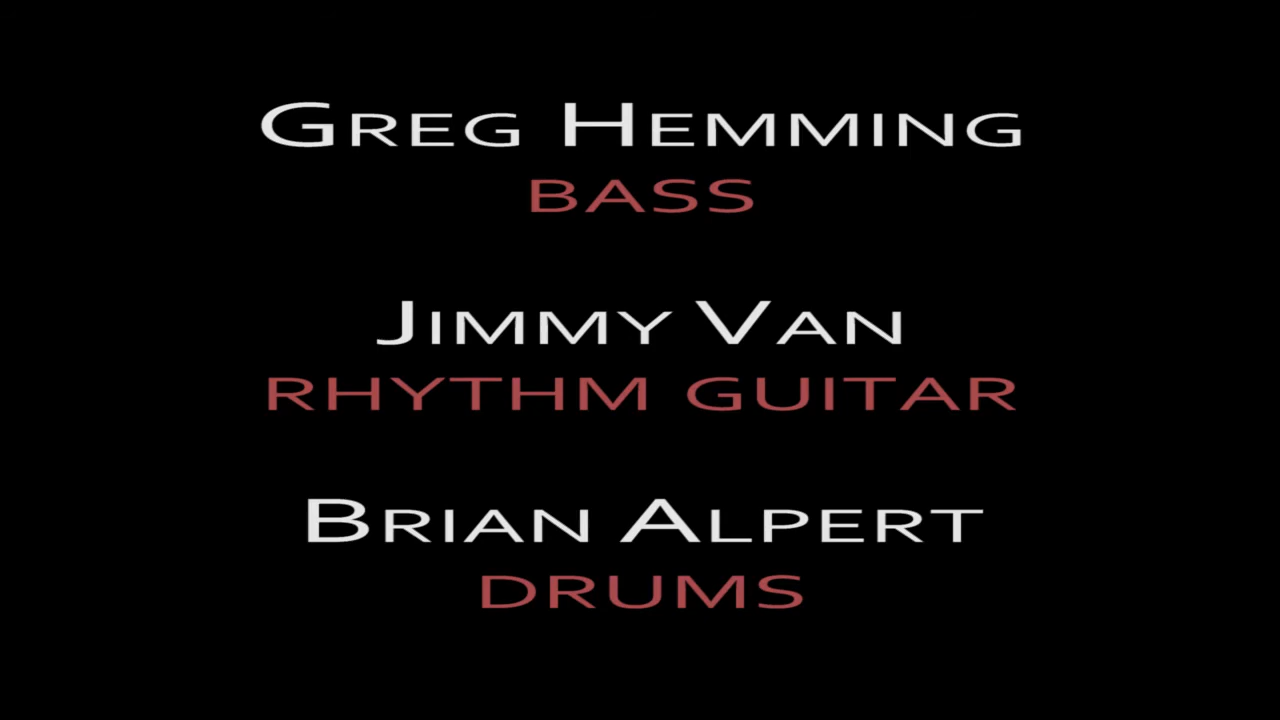 Greg Hemming
BASS
Jimmy Van
RHYTHM GUITAR
Brian Alpert
DRUMS